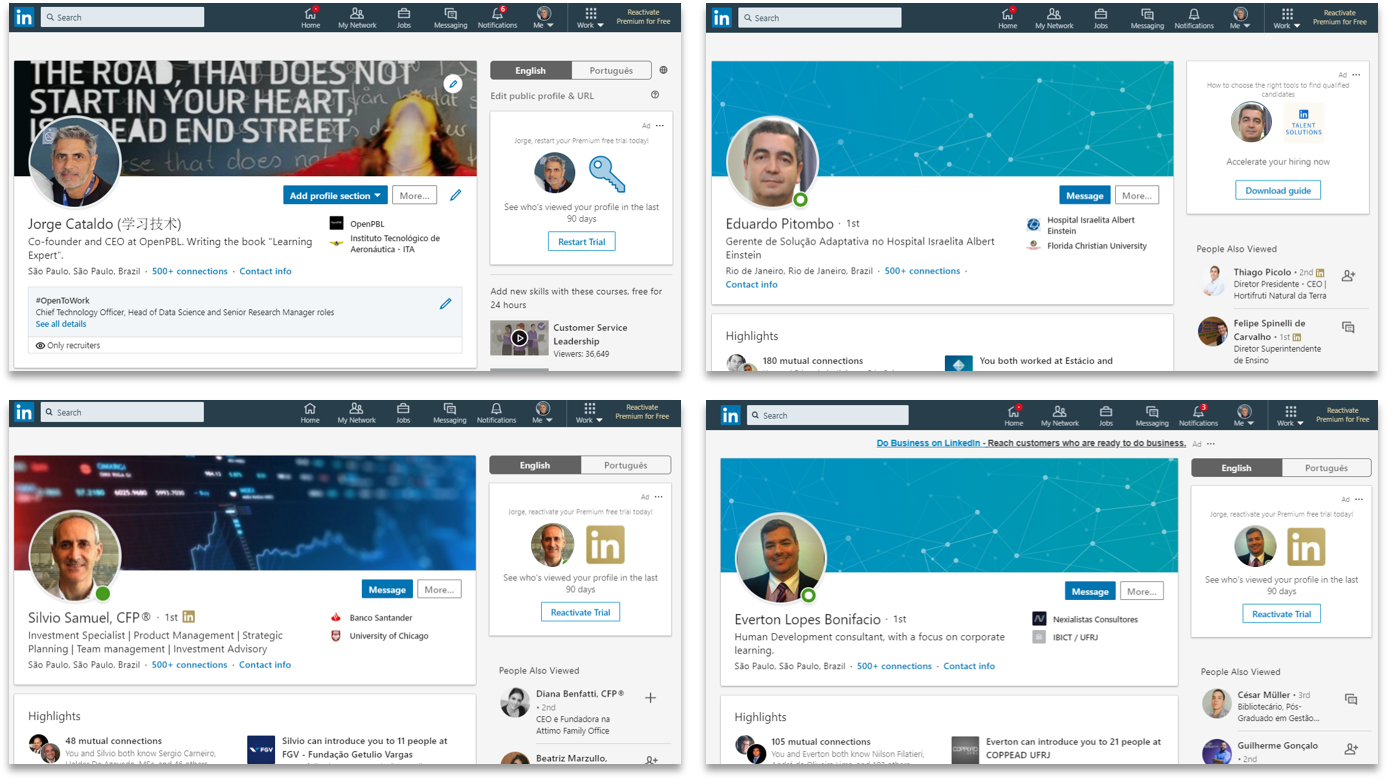 in
Search
Home
My Network
Jobs
Messaging
6
Notifications
Me
Work
Reactivate
Premium for Free
THE ROAD, THAT DOES NOT
START IN YOUR HEART,
DEAD END STREET
English
Português
Edit public profile & URL
Ad
Jorge, restart your Premium free trial today!
See who's viewed your profile in the last
90 days
Restart Trial
Add profile section
More...
Jorge Cataldo (学习技术)
Co-founder and CEO at OpenPBL. Writing the book "Learning
Expert".
São Paulo, São Paulo, Brazil · 500+ connections · Contact info
OpenPBL
Instituto Tecnológico de
Aeronáutica - ITA
#OpenToWork
Chief Technology Officer, Head of Data Science and Senior Research Manager roles
See all details
Only recruiters
Add new skills with these courses, free for
24 hours
Customer Service
Leadership
Viewers: 36,649
in
Search
Home
My Network
Jobs
Messaging
Notifications
Me
Work
Reactivate
Premium for Free
Ad
How to choose the right tools to find qualified
candidates
in
TALENT
SOLUTIONS
Accelerate your hiring now
Download guide
Message
More...
Eduardo Pitombo · 1st
Gerente de Solução Adaptativa no Hospital Israelita Albert
Einstein
Rio de Janeiro, Rio de Janeiro, Brazil · 500+ connections ·
Contact info
Hospital Israelita Albert
Einstein
Florida Christian University
Highlights
180 mutual connections
You both worked at Estácio and
People Also Viewed
Thiago Picolo • 2nd in
Diretor Presidente - CEO |
Hortifruti Natural da Terra
Felipe Spinelli de
Carvalho • 1st in
Diretor Superintendente
de Ensino
in
Search
Home
My Network
Jobs
Messaging
Notifications
Me
Work
Reactivate
Premium for Free
English
Português
Ad
Jorge, reactivate your Premium free trial today!
in
See who's viewed your profile in the last
90 days
Reactivate Trial
Message
More...
Silvio Samuel, CFP® · 1st in
Investment Specialist | Product Management | Strategic
Planning | Team management | Investment Advisory
São Paulo, São Paulo, Brazil · 500+ connections · Contact info
Banco Santander
University of Chicago
Highlights
48 mutual connections
You and Silvio both know Sergio Carneiro,
FGV
Silvio can introduce you to 11 people at
FGV - Fundação Getulio Vargas
People Also Viewed
Diana Benfatti, CFP®
• 2nd
CEO e Fundadora na
Attimo Family Office
Beatriz Marzullo,
in
Search
Home
My Network
Jobs
Messaging
3
Notifications
Me
Work
Reactivate
Premium for Free
Do Business on LinkedIn - Reach customers who are ready to do business. Ad
English
Português
Ad
Jorge, reactivate your Premium free trial today!
in
See who's viewed your profile in the last
90 days
Reactivate Trial
Message
More...
Everton Lopes Bonifacio · 1st
Human Development consultant, with a focus on corporate
learning.
São Paulo, São Paulo, Brazil · 500+ connections · Contact info
Nexialistas Consultores
IBICT / UFRJ
Highlights
105 mutual connections
You and Everton both know Nilson Filatieri,
COPPEAD
Everton can introduce you to 21 people at
COPPEAD UFRJ
People Also Viewed
César Müller • 3rd
Bibliotecário, Pós-
Graduado em Gestão...
Guilherme Gonçalo
• 2nd